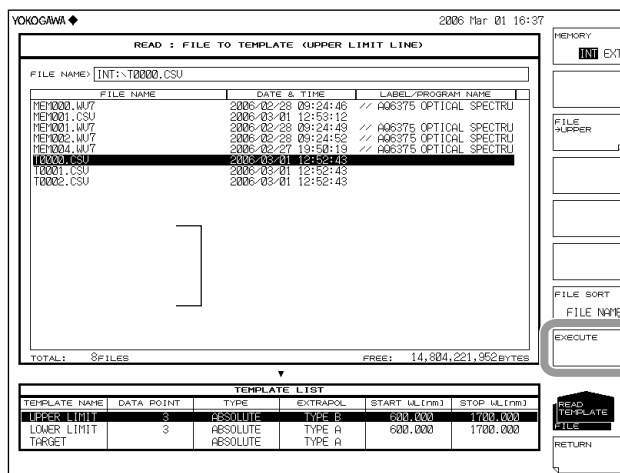 YOKOGAWA ◆ 2006 Mar 01 16:37
READ : FILE TO TEMPLATE (UPPER LIMIT LINE)
FILE NAME> INT:\T0000.CSV
FILE NAME DATE & TIME LABEL/PROGRAM NAME
MEM000.WV7 2006/02/28 09:24:46 // AQ6375 OPTICAL SPECTRU
MEM001.CSV 2006/03/01 12:53:12
MEM001.WV7 2006/02/28 09:24:49 // AQ6375 OPTICAL SPECTRU
MEM002.WV7 2006/02/28 09:24:52 // AQ6375 OPTICAL SPECTRU
MEM004.WV7 2006/02/27 19:50:19 // AQ6375 OPTICAL SPECTRU
T0000.CSV 2006/03/01 12:52:43
T0001.CSV 2006/03/01 12:52:43
T0002.CSV 2006/03/01 12:52:43
TOTAL: 8FILES FREE: 14,804,221,952BYTES
▼
TEMPLATE LIST
TEMPLATE NAME DATA POINT TYPE EXTRAPOL START WL[nm] STOP WL[nm]
UPPER LIMIT 3 ABSOLUTE TYPE B 600.000 1700.000
LOWER LIMIT 3 ABSOLUTE TYPE A 600.000 1700.000
TARGET ABSOLUTE TYPE A
MEMORY
INT EXT
FILE
→UPPER
FILE SORT
FILE NAME
EXECUTE
READ
TEMPLATE
FILE
RETURN